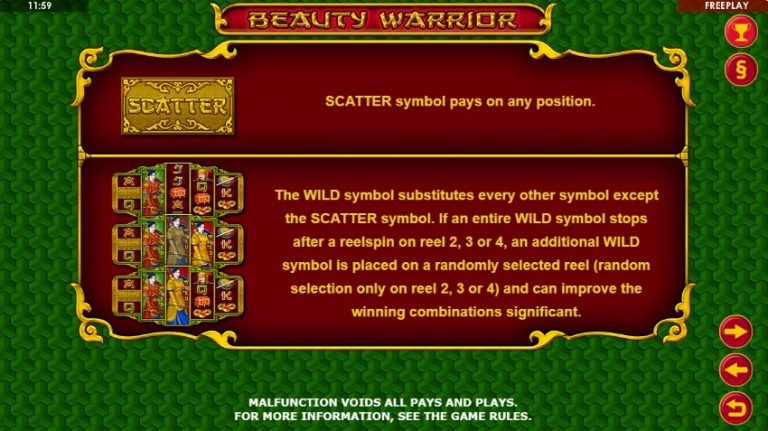 11:59
BEAUTY WARRIOR
FREEPLAY
§
SCATTER
SCATTER symbol pays on any position.
The WILD symbol substitutes every other symbol except
the SCATTER symbol. If an entire WILD symbol stops
after a reelspin on reel 2, 3 or 4, an additional WILD
symbol is placed on a randomly selected reel (random
selection only on reel 2, 3 or 4) and can improve the
winning combinations significant.
MALFUNCTION VOIDS ALL PAYS AND PLAYS.
FOR MORE INFORMATION, SEE THE GAME RULES.